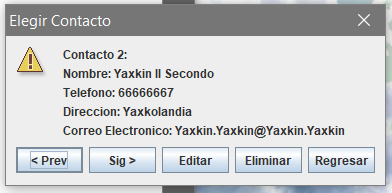 Elegir Contacto
Contacto 2:
Nombre: Yaxkin II Secondo
Telefono: 66666667
Direccion: Yaxkolandia
Correo Electronico: Yaxkin.Yaxkin@Yaxkin.Yaxkin
< Prev Sig > Editar Eliminar Regresar